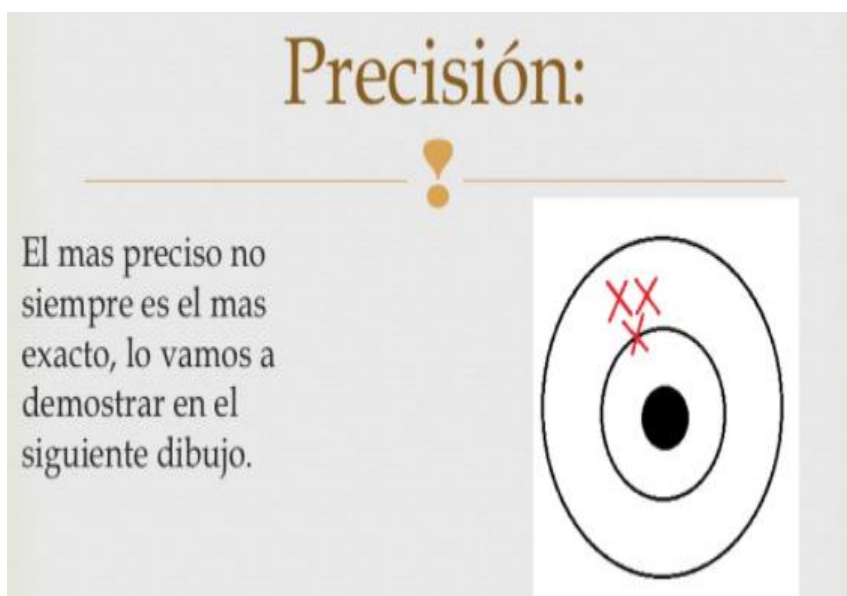 Precisión:
El mas preciso no
siempre es el mas
exacto, lo vamos a
demostrar en el
siguiente dibujo.